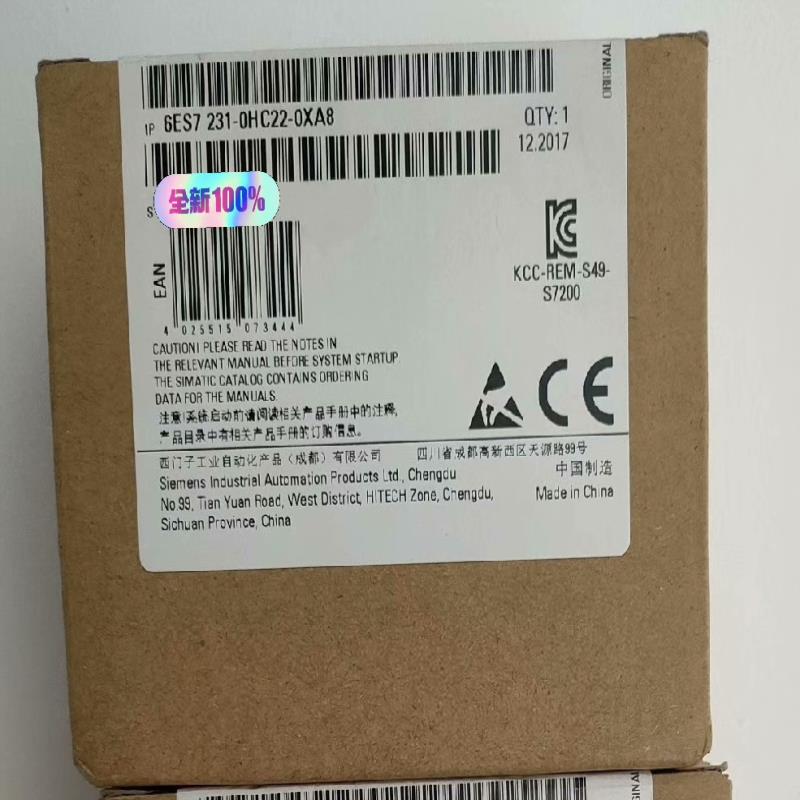 ORIGINAL
1P 6ES7 231-0HC22-0XA8
QTY: 1
12.2017
S
全新100%
EAN
4 025515 073444
KCC-REM-S49-
S7200
CAUTION! PLEASE READ THE NOTES IN
THE RELEVANT MANUAL BEFORE SYSTEM STARTUP.
THE SIMATIC CATALOG CONTAINS ORDERING
DATA FOR THE MANUALS.
注意!系统启动前请阅读相关产品手册中的注释,
产品目录中有相关产品手册的订购信息。
CE
西门子工业自动化产品（成都）有限公司 四川省成都高新西区天源路99号
Siemens Industrial Automation Products Ltd., Chengdu
中国制造
No.99, Tian Yuan Road, West District, HITECH Zone, Chengdu,
Made in China
Sichuan Province, China